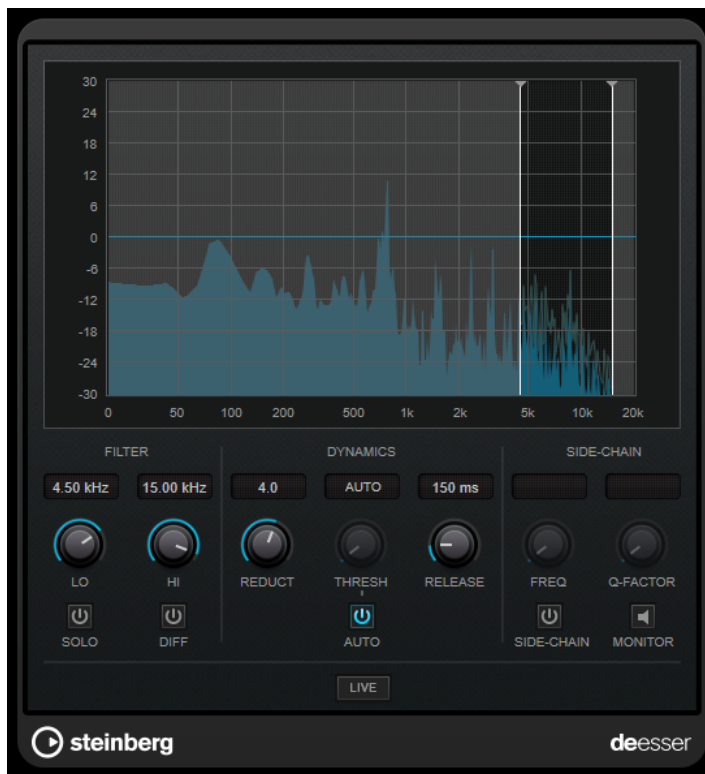 30
24
18
12
6
0
-6
-12
-18
-24
-30
0 50 100 200 500 1k 2k 5k 10k 20k
FILTER DYNAMICS SIDE-CHAIN
4.50 kHz 15.00 kHz 4.0 AUTO 150 ms
LO HI REDUCT THRESH RELEASE FREQ Q-FACTOR
SOLO DIFF AUTO SIDE-CHAIN MONITOR
LIVE
steinberg deesser